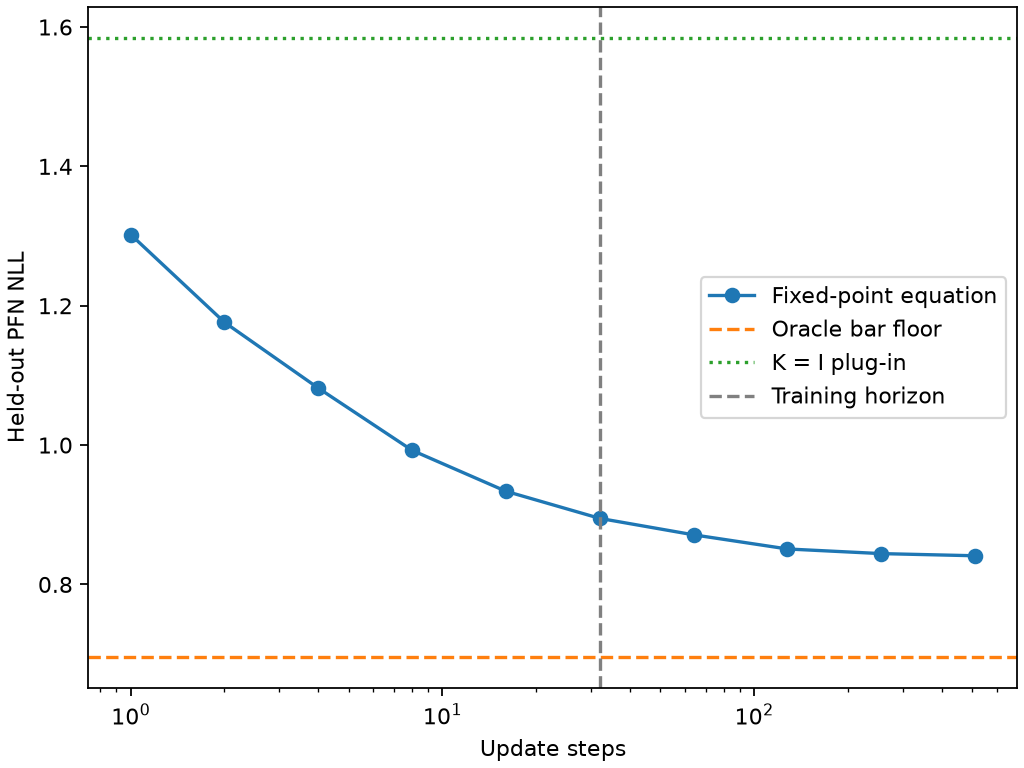 1.6
1.4
1.2
1.0
0.8
Held-out PFN NLL
Fixed-point equation
Oracle bar floor
K = I plug-in
Training horizon
10⁰
10¹
10²
Update steps